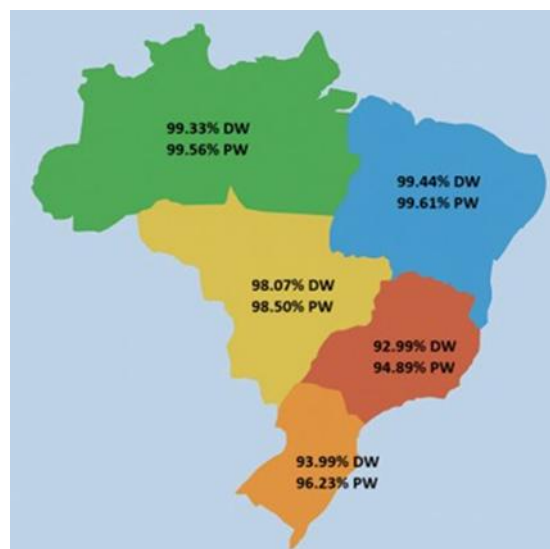 99.33% DW
99.56% PW
99.44% DW
99.61% PW
98.07% DW
98.50% PW
92.99% DW
94.89% PW
93.99% DW
96.23% PW